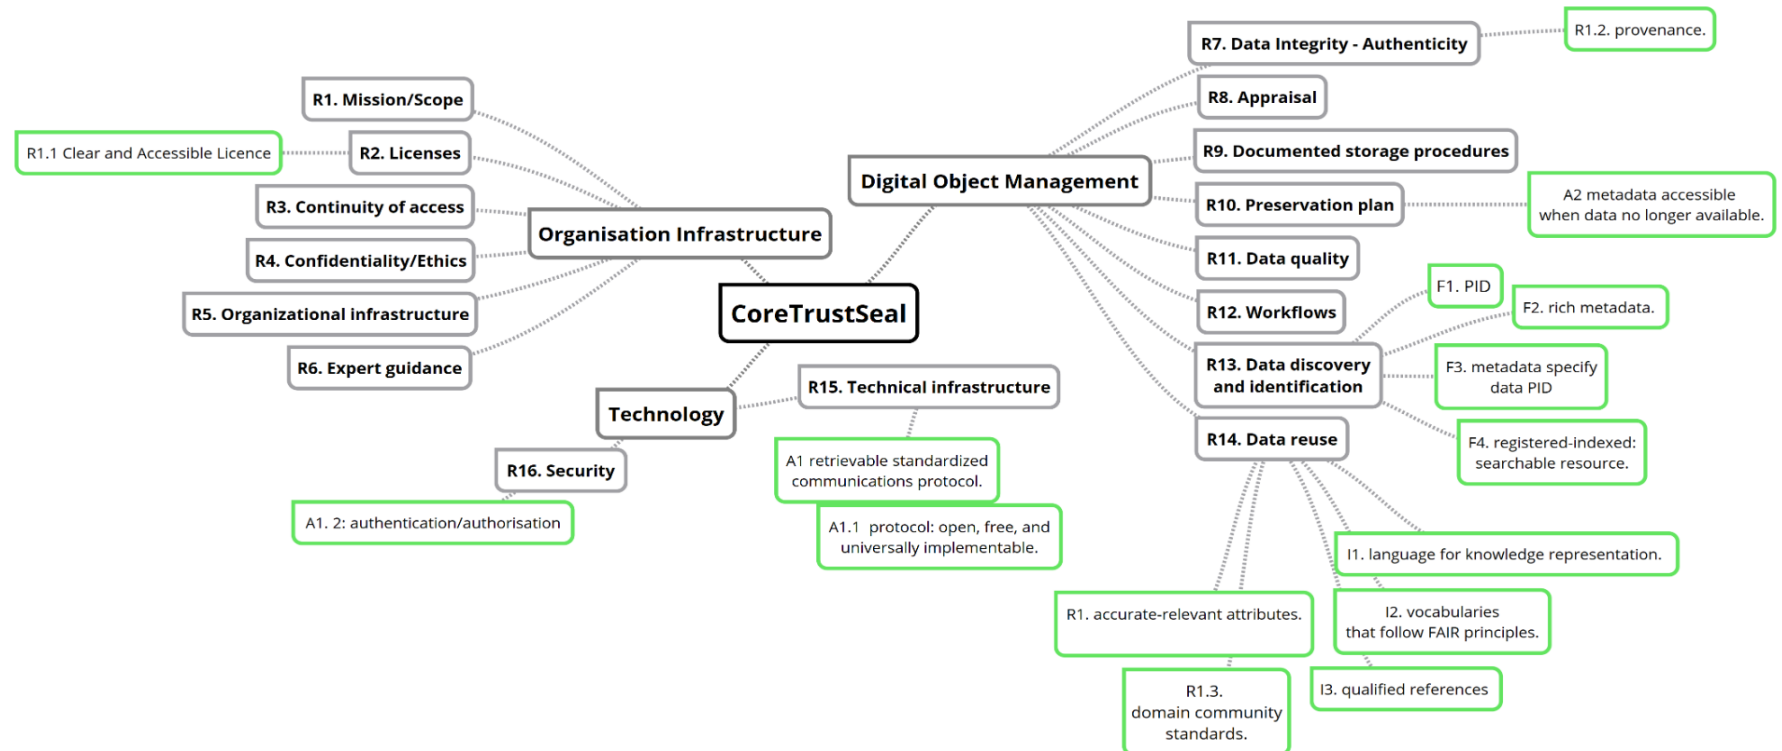 CoreTrustSeal
Organisation Infrastructure
R1. Mission/Scope
R2. Licenses
R1.1 Clear and Accessible Licence
R3. Continuity of access
R4. Confidentiality/Ethics
R5. Organizational infrastructure
R6. Expert guidance
Digital Object Management
R7. Data Integrity - Authenticity
R1.2. provenance.
R8. Appraisal
R9. Documented storage procedures
R10. Preservation plan
A2 metadata accessible
when data no longer available.
R11. Data quality
R12. Workflows
R13. Data discovery
and identification
F1. PID
F2. rich metadata.
F3. metadata specify
data PID
F4. registered-indexed:
searchable resource.
R14. Data reuse
I1. language for knowledge representation.
I2. vocabularies
that follow FAIR principles.
I3. qualified references
R1. accurate-relevant attributes.
R1.3.
domain community
standards.
Technology
R15. Technical infrastructure
A1 retrievable standardized
communications protocol.
A1.1 protocol: open, free, and
universally implementable.
R16. Security
A1. 2: authentication/authorisation